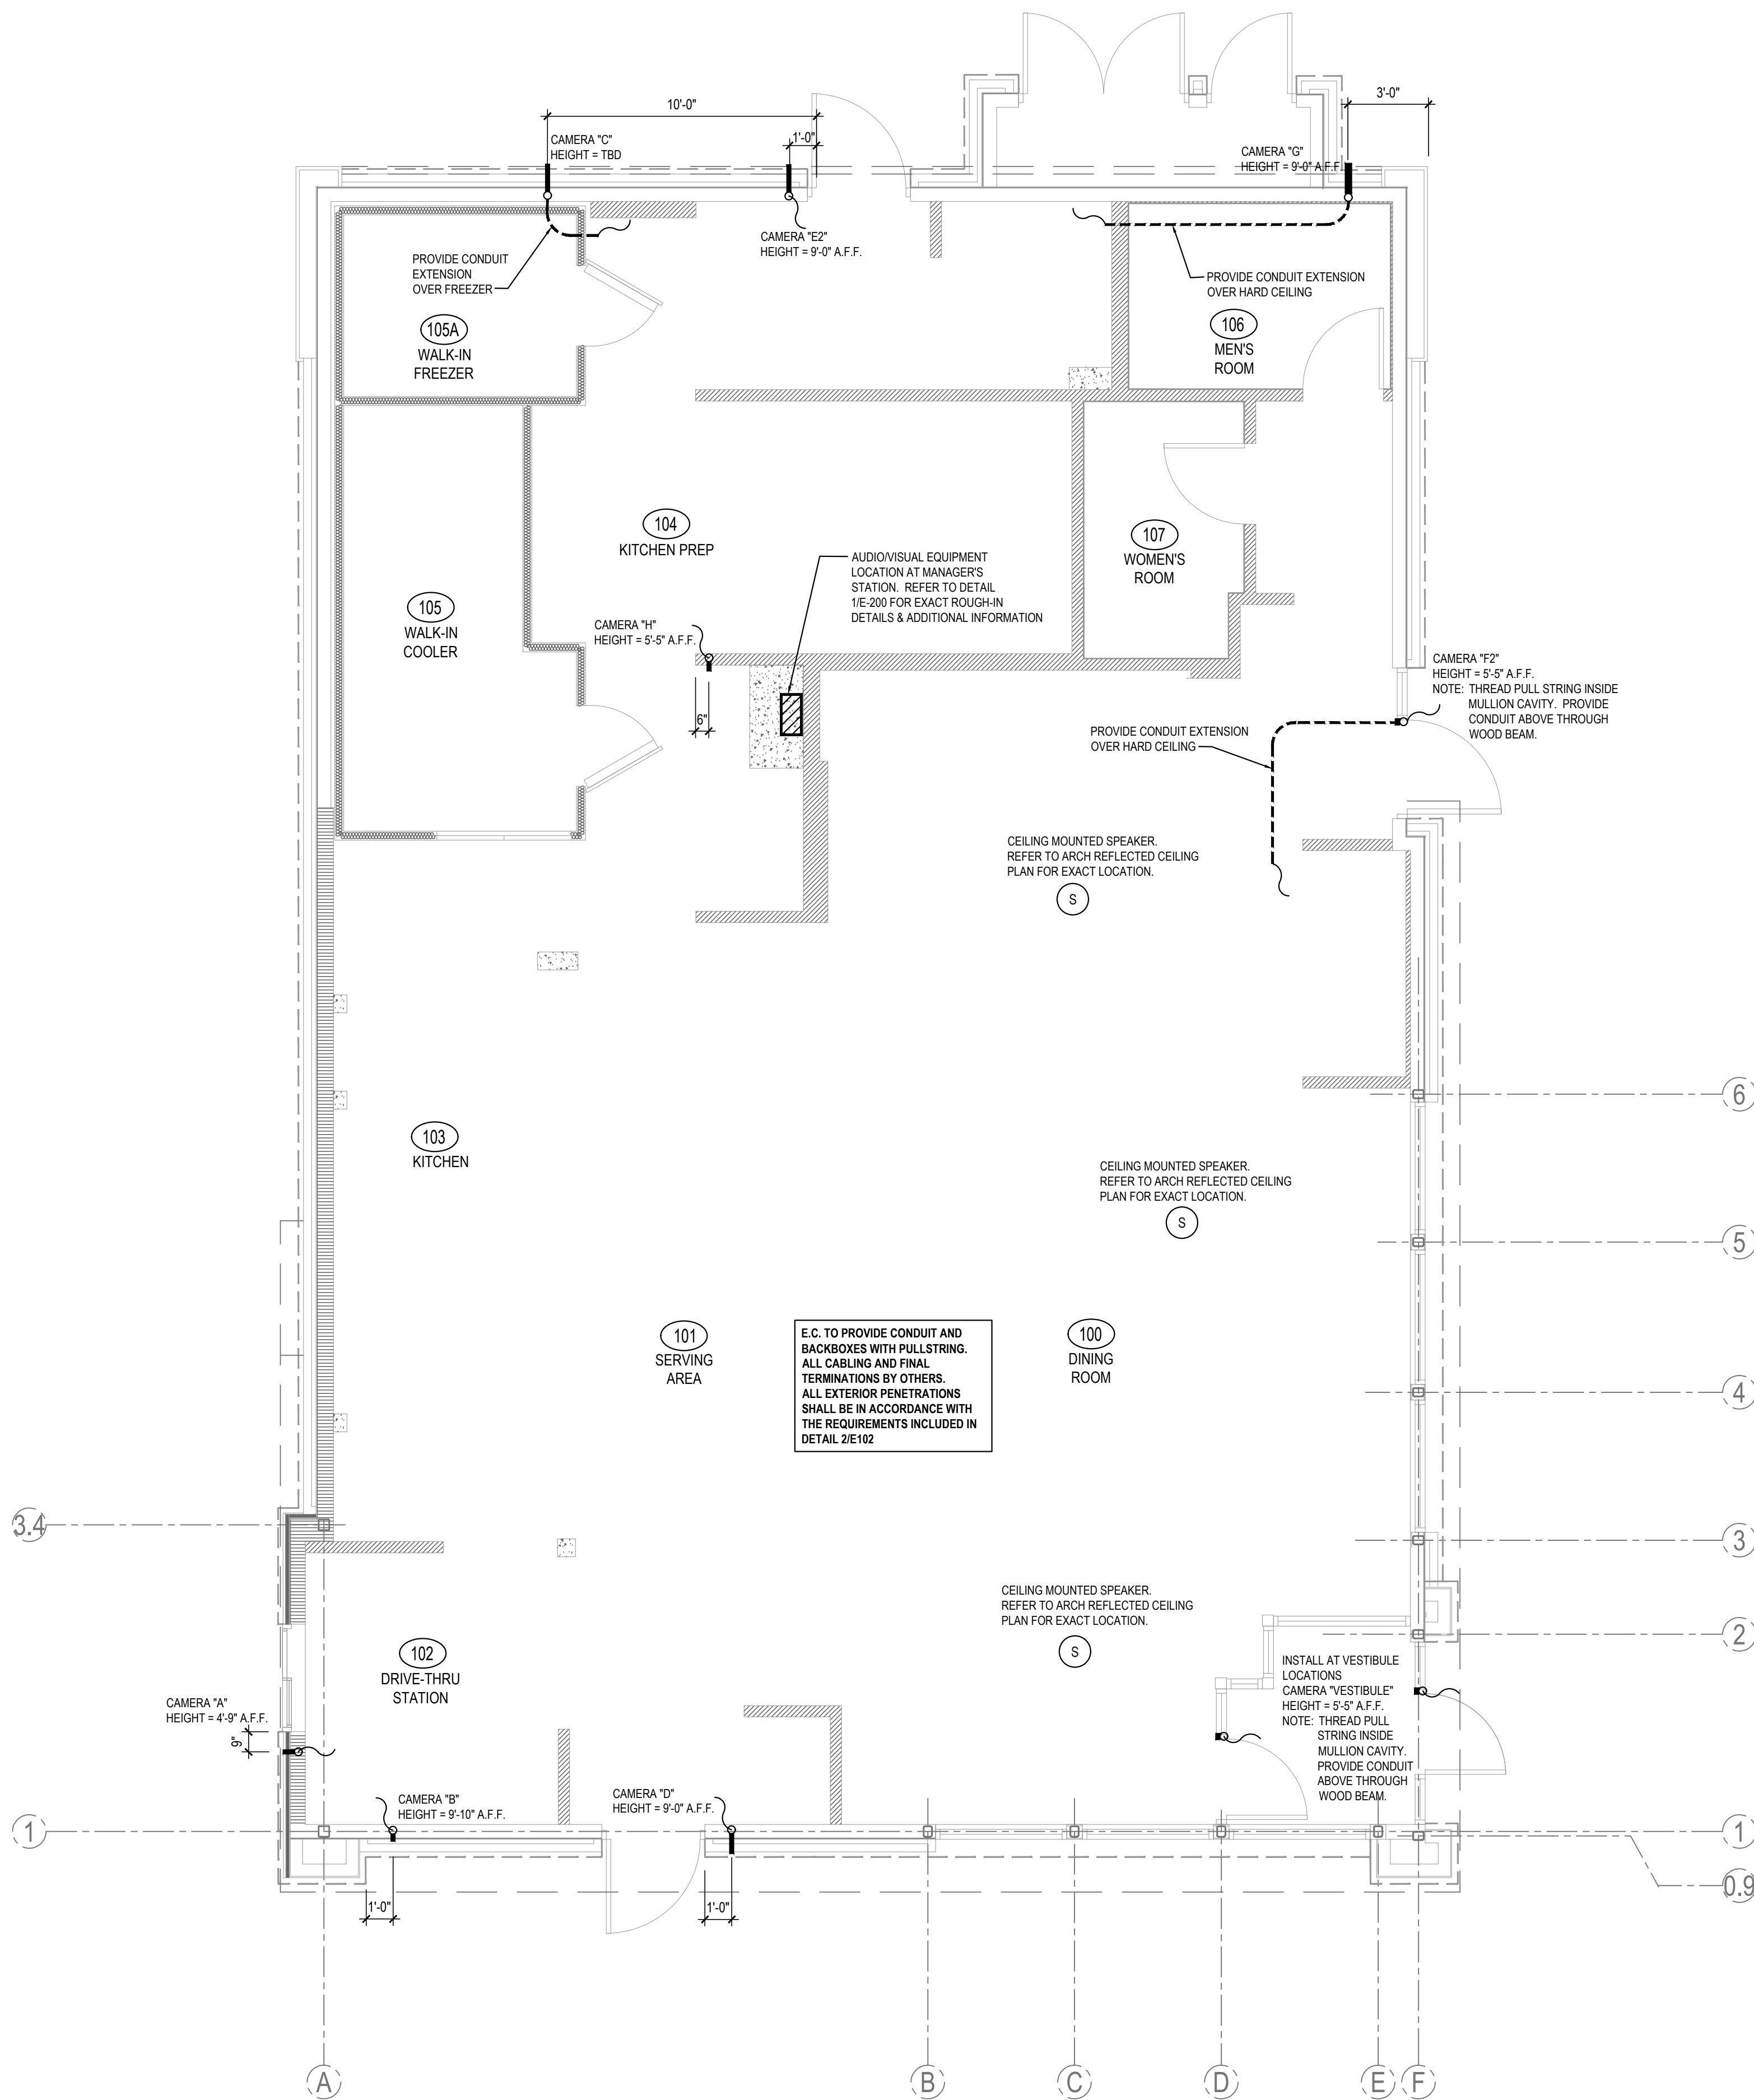 10'-0"
3'-0"
CAMERA "C"
HEIGHT = TBD
1'-0"
CAMERA "G"
HEIGHT = 9'-0" A.F.F.
CAMERA "E2"
HEIGHT = 9'-0" A.F.F.
PROVIDE CONDUIT
EXTENSION
OVER FREEZER
PROVIDE CONDUIT EXTENSION
OVER HARD CEILING
105A
WALK-IN
FREEZER
106
MEN'S
ROOM
104
KITCHEN PREP
107
WOMEN'S
ROOM
AUDIO/VISUAL EQUIPMENT
LOCATION AT MANAGER'S
STATION. REFER TO DETAIL
1/E-200 FOR EXACT ROUGH-IN
DETAILS & ADDITIONAL INFORMATION
105
WALK-IN
COOLER
CAMERA "H"
HEIGHT = 5'-5" A.F.F.
6"
CAMERA "F2"
HEIGHT = 5'-5" A.F.F.
NOTE: THREAD PULL STRING INSIDE
MULLION CAVITY. PROVIDE
CONDUIT ABOVE THROUGH
WOOD BEAM.
PROVIDE CONDUIT EXTENSION
OVER HARD CEILING
CEILING MOUNTED SPEAKER.
REFER TO ARCH REFLECTED CEILING
PLAN FOR EXACT LOCATION.
S
6
103
KITCHEN
CEILING MOUNTED SPEAKER.
REFER TO ARCH REFLECTED CEILING
PLAN FOR EXACT LOCATION.
S
5
101
SERVING
AREA
E.C. TO PROVIDE CONDUIT AND
BACKBOXES WITH PULLSTRING.
ALL CABLING AND FINAL
TERMINATIONS BY OTHERS.
ALL EXTERIOR PENETRATIONS
SHALL BE IN ACCORDANCE WITH
THE REQUIREMENTS INCLUDED IN
DETAIL 2/E102
100
DINING
ROOM
4
3.4
3
CEILING MOUNTED SPEAKER.
REFER TO ARCH REFLECTED CEILING
PLAN FOR EXACT LOCATION.
S
2
102
DRIVE-THRU
STATION
INSTALL AT VESTIBULE
LOCATIONS
CAMERA "VESTIBULE"
HEIGHT = 5'-5" A.F.F.
NOTE: THREAD PULL
STRING INSIDE
MULLION CAVITY.
PROVIDE CONDUIT
ABOVE THROUGH
WOOD BEAM.
CAMERA "A"
HEIGHT = 4'-9" A.F.F.
9"
CAMERA "B"
HEIGHT = 9'-10" A.F.F.
CAMERA "D"
HEIGHT = 9'-0" A.F.F.
1
1
0.9
1'-0"
1'-0"
A
B
C
D
E
F